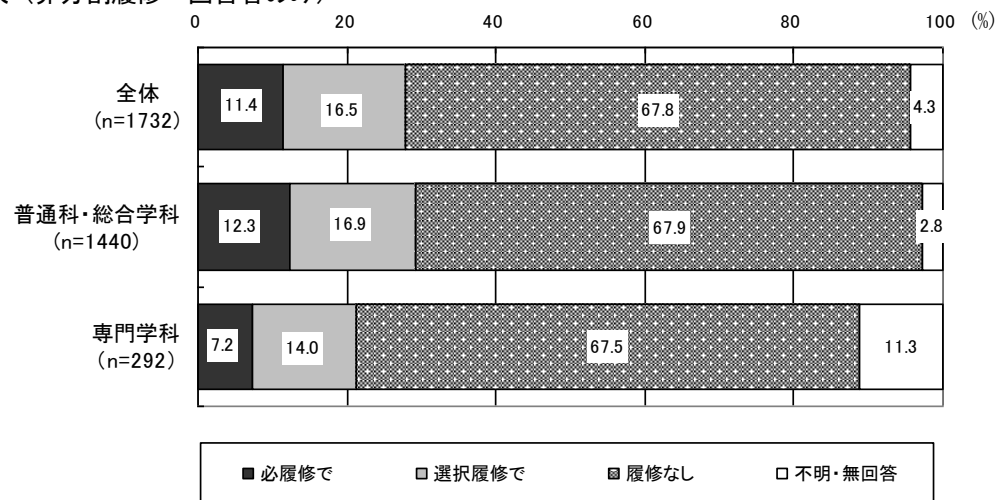 0 20 40 60 80 100 (%)
全体
(n=1732)
11.4 16.5 67.8 4.3
普通科・総合学科
(n=1440)
12.3 16.9 67.9 2.8
専門学科
(n=292)
7.2 14.0 67.5 11.3
必履修で 選択履修で 履修なし 不明・無回答